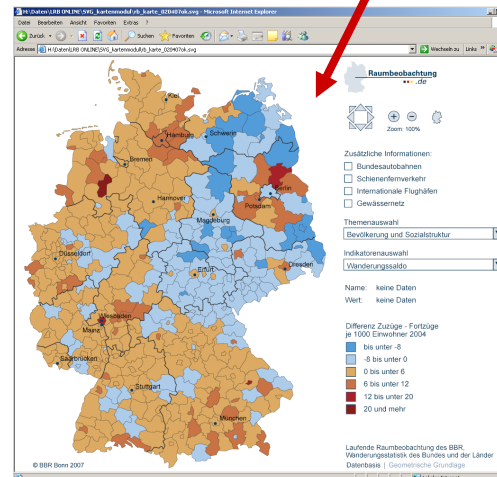 H:\Daten\LRB ONLINE\SVG_kartenmodul\rb_karte_020407ok.svg - Microsoft Internet Explorer
Datei Bearbeiten Ansicht Favoriten Extras ?
Zurück Suchen Favoriten
Adresse H:\Daten\LRB ONLINE\SVG_kartenmodul\rb_karte_020407ok.svg Wechseln zu Links »
Raumbeobachtung
.de
Zoom 100%
Zusätzliche Informationen:
Bundesautobahnen
Schienenfernverkehr
Internationale Flughäfen
Gewässernetz
Themenauswahl
Bevölkerung und Sozialstruktur
Indikatorenauswahl
Wanderungssaldo
Name: keine Daten
Wert: keine Daten
Differenz Zuzüge - Fortzüge
je 1000 Einwohner 2004
bis unter -8
-8 bis unter 0
0 bis unter 6
6 bis unter 12
12 bis unter 20
20 und mehr
Kiel
Schwerin
Hamburg
Bremen
Berlin
Hannover
Potsdam
Magdeburg
Düsseldorf
Erfurt
Dresden
Wiesbaden
Mainz
Saarbrücken
Stuttgart
München
Laufende Raumbeobachtung des BBR,
Wanderungsstatistik des Bundes und der Länder
Datenbasis | Geometrische Grundlage
© BBR Bonn 2007